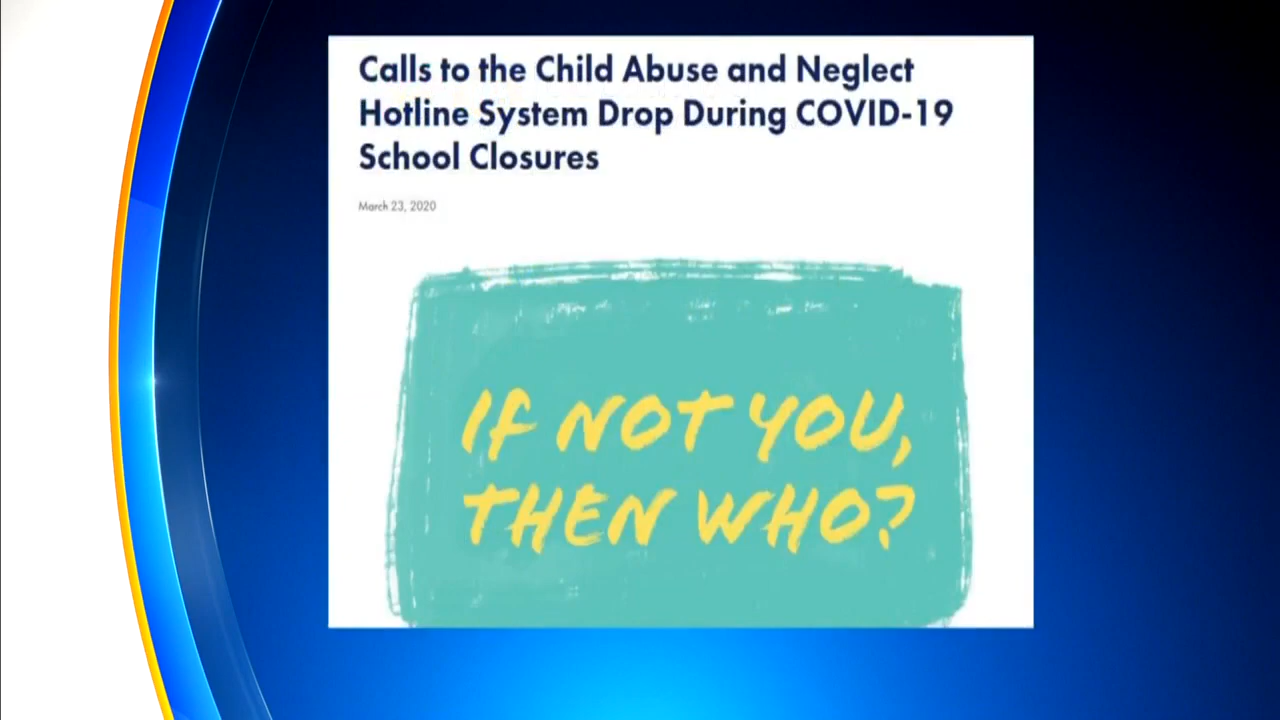 Calls to the Child Abuse and Neglect
Hotline System Drop During COVID-19
School Closures
March 23, 2020
IF NOT YOU,
THEN WHO?